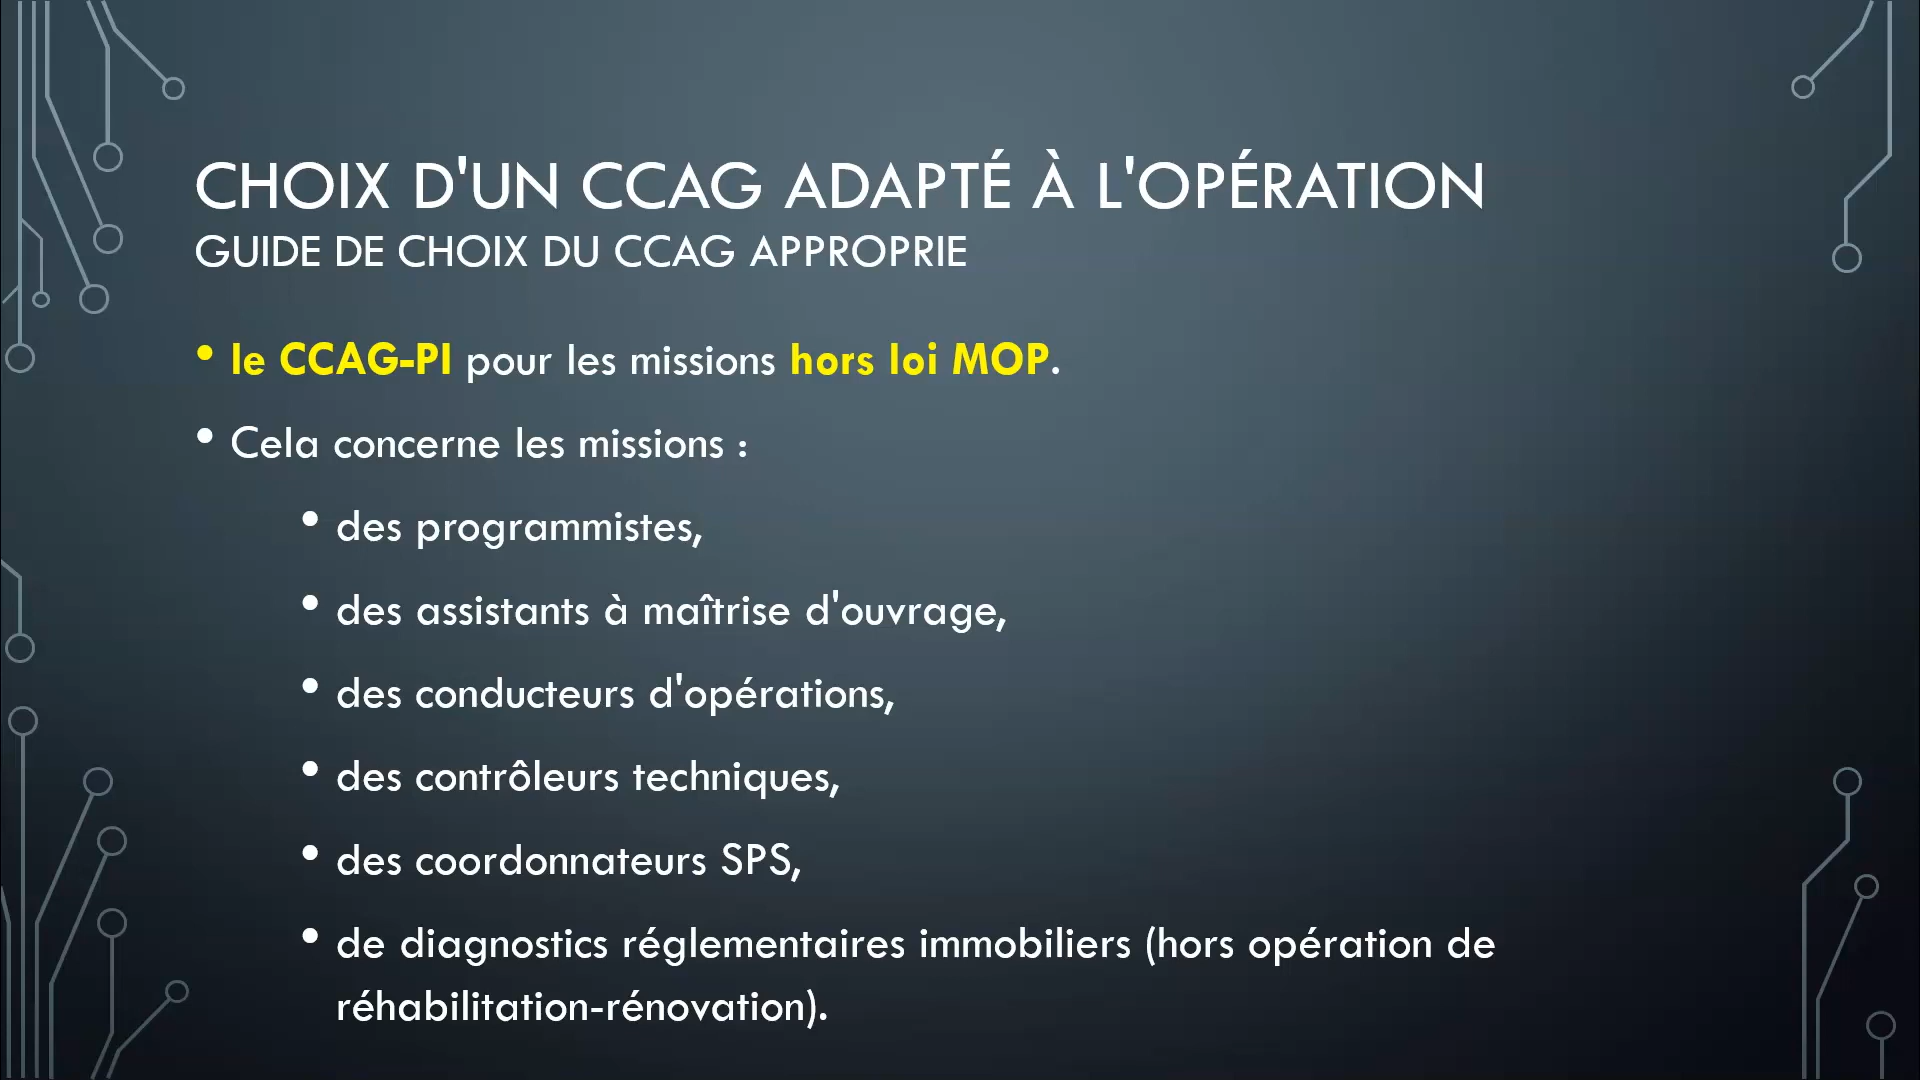 CHOIX D'UN CCAG ADAPTÉ À L'OPÉRATION
GUIDE DE CHOIX DU CCAG APPROPRIE
• le CCAG-PI pour les missions hors loi MOP.
• Cela concerne les missions :
• des programmistes,
• des assistants à maîtrise d'ouvrage,
• des conducteurs d'opérations,
• des contrôleurs techniques,
• des coordonnateurs SPS,
• de diagnostics réglementaires immobiliers (hors opération de
réhabilitation-rénovation).